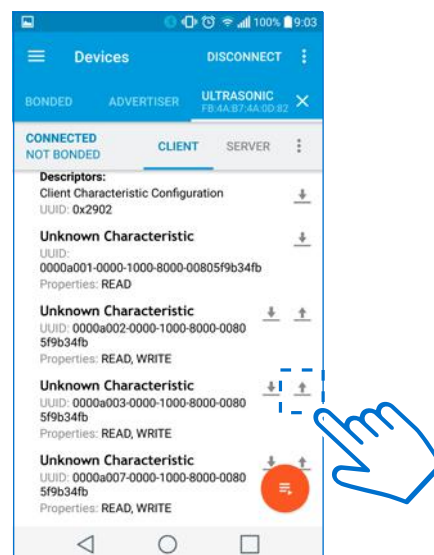 100% 9:03
Devices DISCONNECT
BONDED ADVERTISER ULTRASONIC
FB:4A:B7:4A:0D:82
CONNECTED
NOT BONDED CLIENT SERVER
Descriptors:
Client Characteristic Configuration
UUID: 0x2902
Unknown Characteristic
UUID:
0000a001-0000-1000-8000-00805f9b34fb
Properties: READ
Unknown Characteristic
UUID: 0000a002-0000-1000-8000-0080
5f9b34fb
Properties: READ, WRITE
Unknown Characteristic
UUID: 0000a003-0000-1000-8000-0080
5f9b34fb
Properties: READ, WRITE
Unknown Characteristic
UUID: 0000a007-0000-1000-8000-0080
5f9b34fb
Properties: READ, WRITE